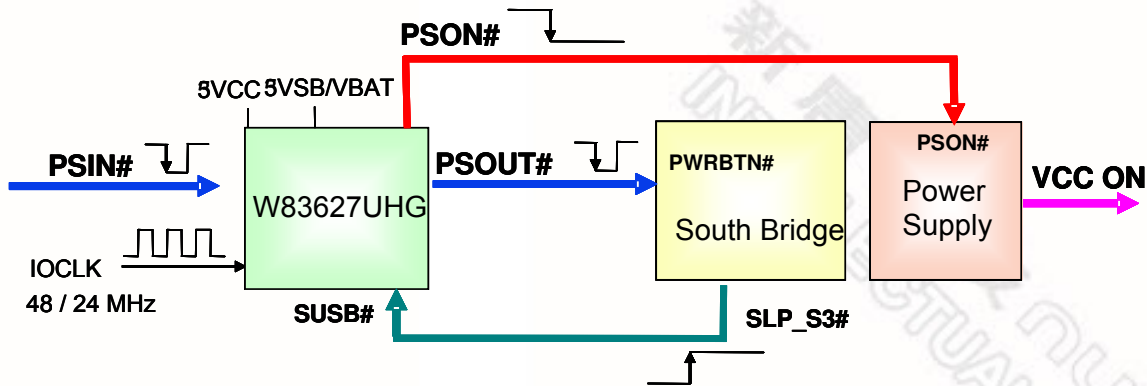 PSON#
5VCC 5VSB/VBAT
PSIN#
W83627UHG
PSOUT#
PWRBTN#
South Bridge
PSON#
Power
Supply
VCC ON
IOCLK
48 / 24 MHz
SUSB#
SLP_S3#
新